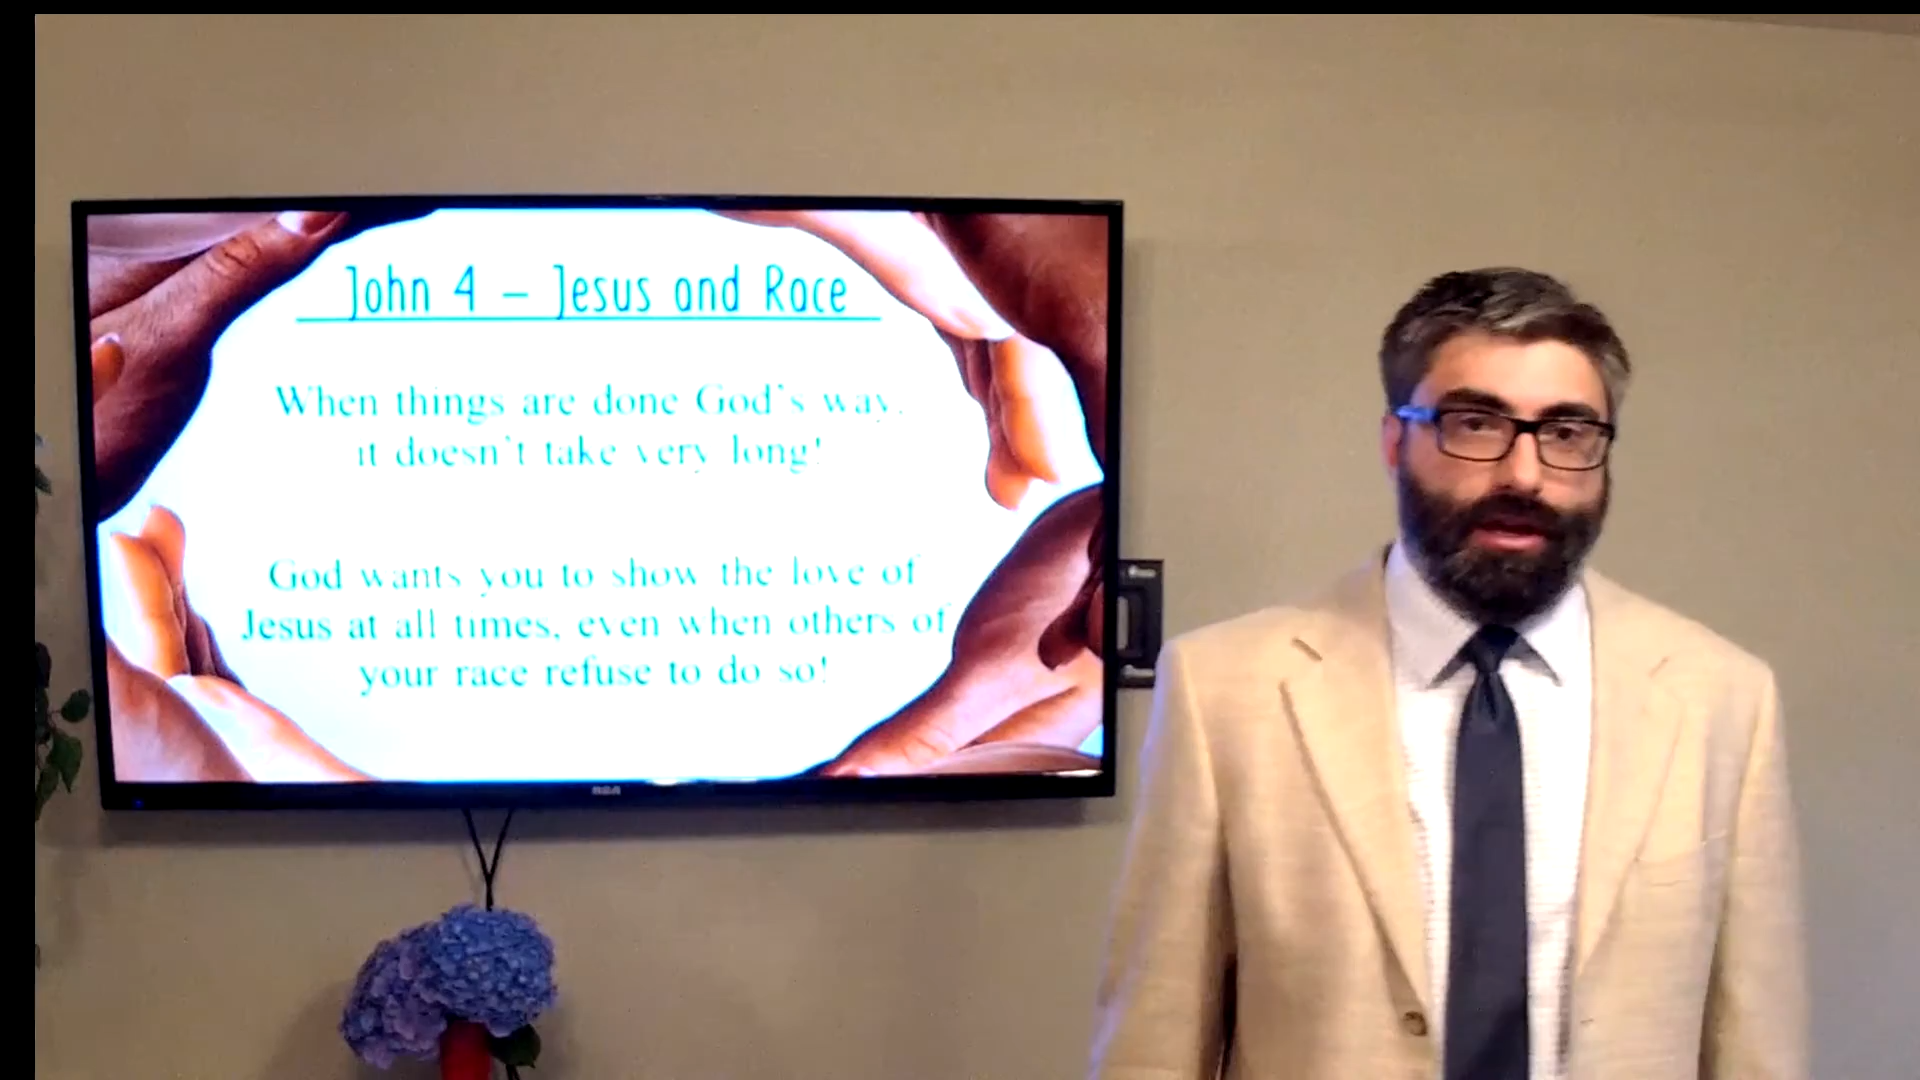 John 4 – Jesus and Race
When things are done God's way,
it doesn't take very long!
God wants you to show the love of
Jesus at all times, even when others of
your race refuse to do so!
RCA